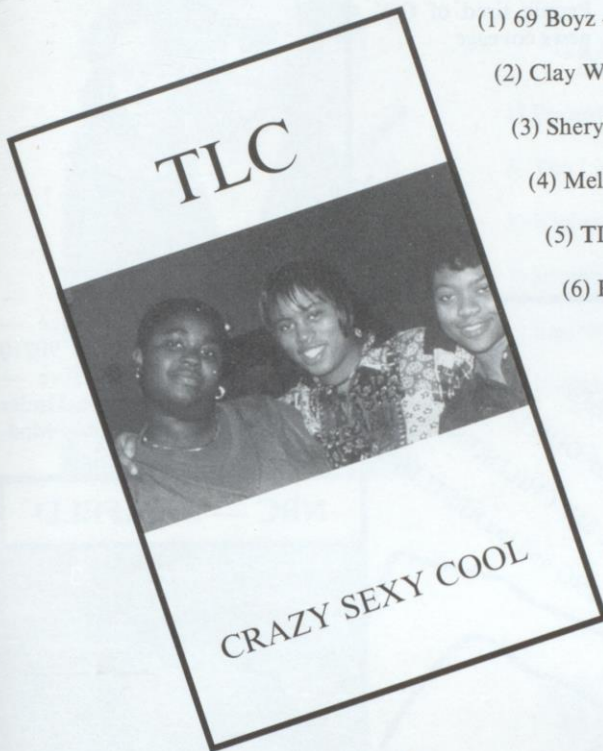 (1) 69 Boyz
(2) Clay
(3)
(4)
(5)
(6)
TLC
CRAZY SEXY COOL